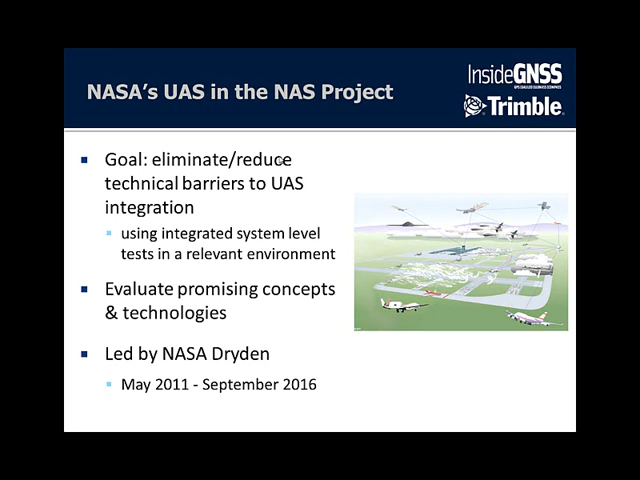 InsideGNSS
NASA's UAS in the NAS Project
Trimble
Goal: eliminate/reduce
technical barriers to UAS
integration
using integrated system level
tests in a relevant environment
Evaluate promising concepts
& technologies
Led by NASA Dryden
May 2011 - September 2016